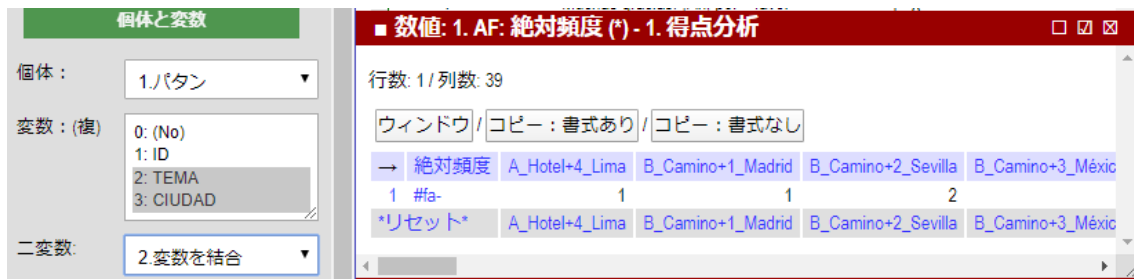 個体と変数
個体：
1.パタン
変数：(複)
0: (No)
1: ID
2: TEMA
3: CIUDAD
二変数:
2.変数を結合
■ 数値: 1. AF: 絶対頻度 (*) - 1. 得点分析
行数: 1 / 列数: 39
ウィンドウ / コピー：書式あり / コピー：書式なし
→ 絶対頻度 A_Hotel+4_Lima B_Camino+1_Madrid B_Camino+2_Sevilla B_Camino+3_Méxic
1 #fa- 1 1 2
*リセット* A_Hotel+4_Lima B_Camino+1_Madrid B_Camino+2_Sevilla B_Camino+3_Méxic